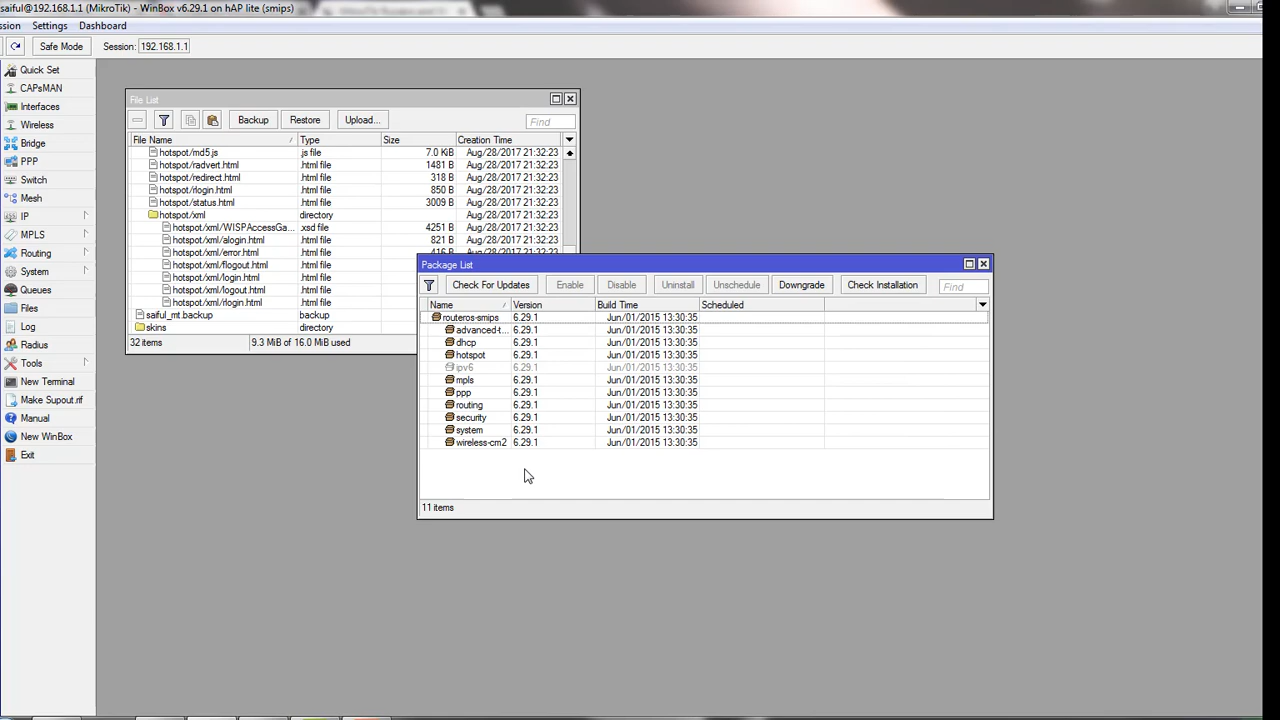 saiful@192.168.1.1 (MikroTik) - WinBox v6.29.1 on hAP lite (smips)
ssion Settings Dashboard
Safe Mode Session: 192.168.1.1
Quick Set
CAPsMAN
Interfaces
Wireless
Bridge
PPP
Switch
Mesh
IP
MPLS
Routing
System
Queues
Files
Log
Radius
Tools
New Terminal
Make Supout.rif
Manual
New WinBox
Exit
File List
Backup Restore Upload... Find
File Name / Type Size Creation Time
hotspot/md5.js .js file 7.0 KiB Aug/28/2017 21:32:23
hotspot/radvert.html .html file 1481 B Aug/28/2017 21:32:23
hotspot/redirect.html .html file 318 B Aug/28/2017 21:32:23
hotspot/rlogin.html .html file 850 B Aug/28/2017 21:32:23
hotspot/status.html .html file 3009 B Aug/28/2017 21:32:23
hotspot/xml directory Aug/28/2017 21:32:23
hotspot/xml/WISPAccessGa... .xsd file 4251 B Aug/28/2017 21:32:23
hotspot/xml/alogin.html .html file 821 B Aug/28/2017 21:32:23
hotspot/xml/error.html .html file 416 B Aug/28/2017 21:32:23
hotspot/xml/flogout.html .html file
hotspot/xml/login.html .html file
hotspot/xml/logout.html .html file
hotspot/xml/rlogin.html .html file
saiful_mt.backup backup
skins directory
32 items 9.3 MiB of 16.0 MiB used
Package List
Check For Updates Enable Disable Uninstall Unschedule Downgrade Check Installation Find
Name / Version Build Time Scheduled
routeros-smips 6.29.1 Jun/01/2015 13:30:35
advanced-t... 6.29.1 Jun/01/2015 13:30:35
dhcp 6.29.1 Jun/01/2015 13:30:35
hotspot 6.29.1 Jun/01/2015 13:30:35
ipv6 6.29.1 Jun/01/2015 13:30:35
mpls 6.29.1 Jun/01/2015 13:30:35
ppp 6.29.1 Jun/01/2015 13:30:35
routing 6.29.1 Jun/01/2015 13:30:35
security 6.29.1 Jun/01/2015 13:30:35
system 6.29.1 Jun/01/2015 13:30:35
wireless-cm2 6.29.1 Jun/01/2015 13:30:35
11 items